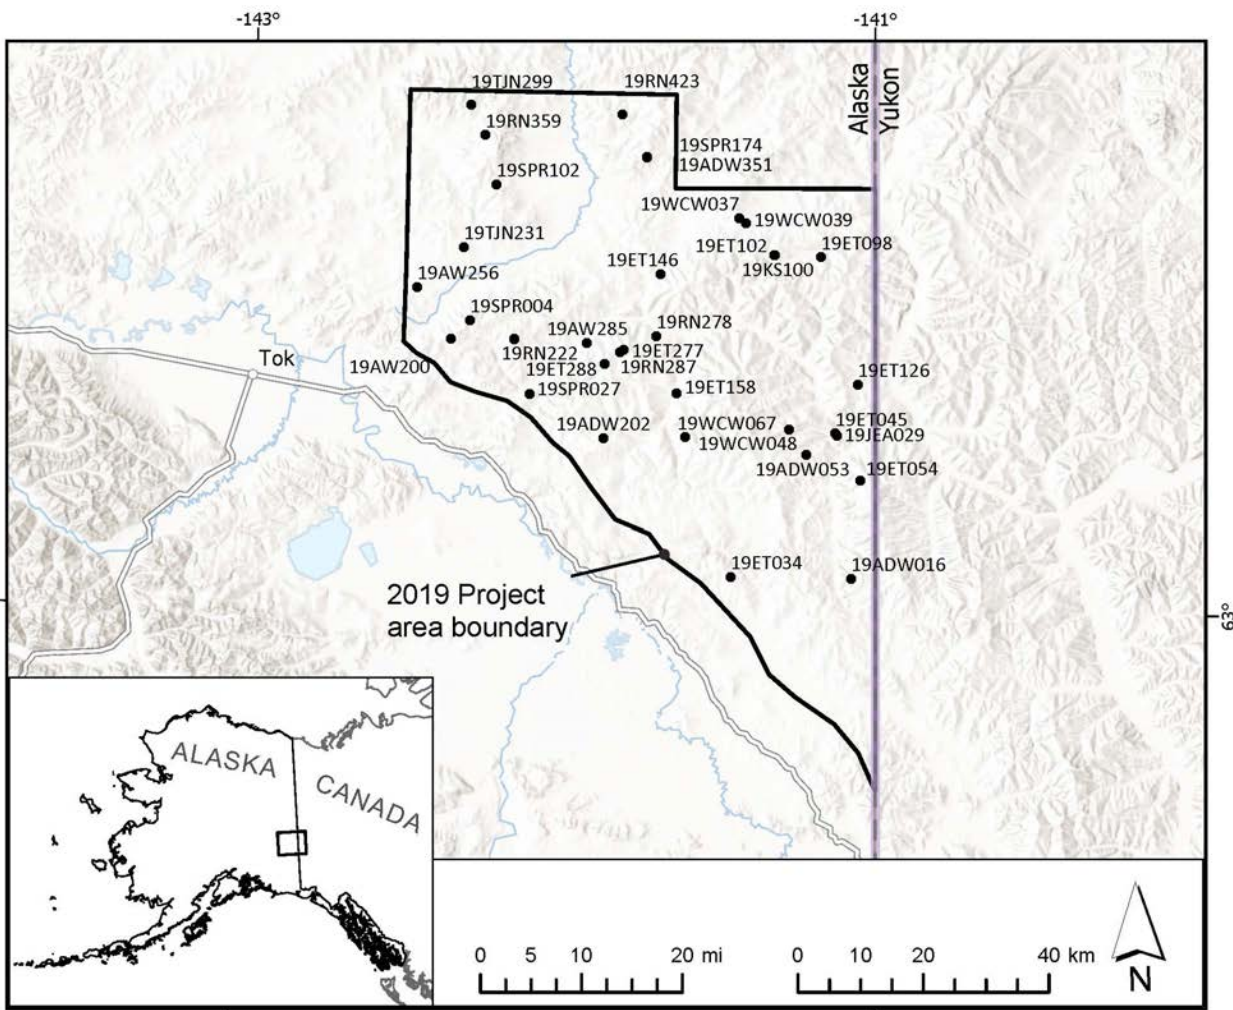 -143°
-141°
19TJN299
19RN423
19RN359
Alaska
Yukon
19SPR174
19ADW351
19SPR102
19WCW037
19WCW039
19TJN231
19ET102
19ET098
19KS100
19ET146
19AW256
19SPR004
19AW285
19RN278
19RN222
19ET277
19AW200
19ET288
19RN287
Tok
19SPR027
19ET158
19ET126
19ADW202
19WCW067
19ET045
19WCW048
19JEA029
19ADW053
19ET054
19ET034
19ADW016
2019 Project
area boundary
63°
ALASKA
CANADA
0 5 10 20 mi
0 10 20 40 km
N